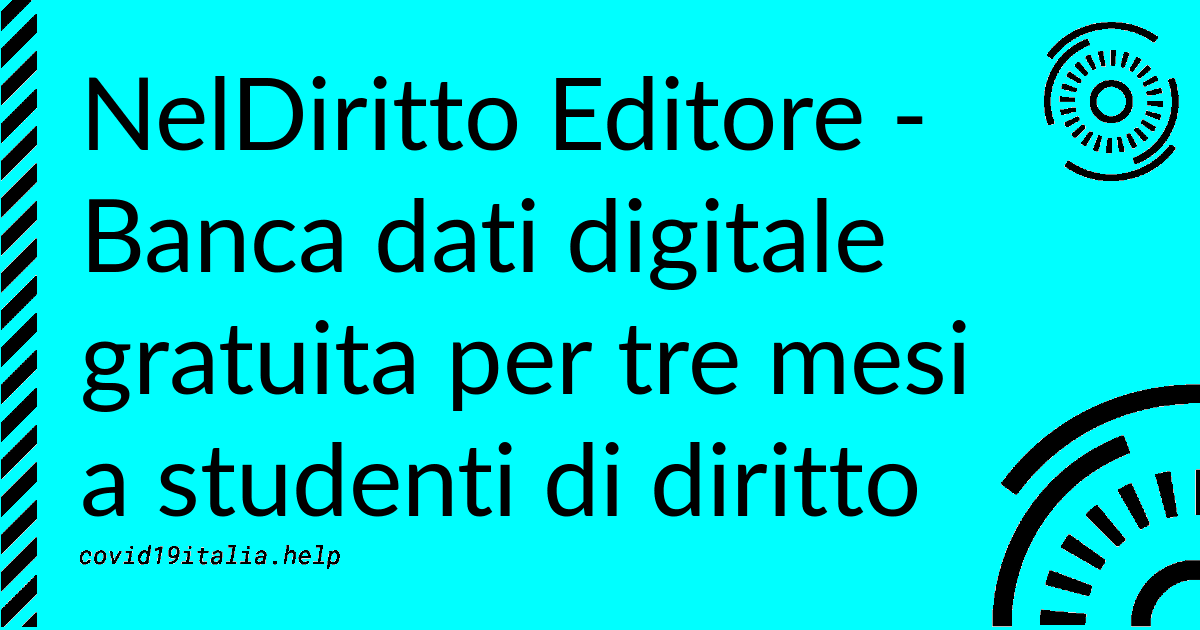 NelDiritto Editore -
Banca dati digitale
gratuita per tre mesi
a studenti di diritto
covid19italia.help